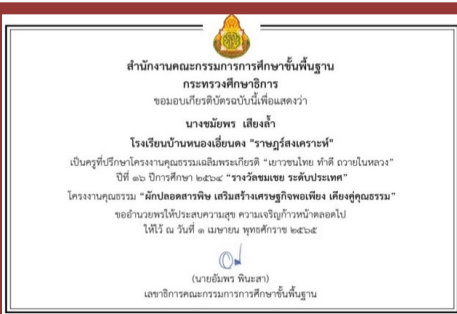 สำนักงานคณะกรรมการการศึกษาขั้นพื้นฐาน
กระทรวงศึกษาธิการ
ขอมอบเกียรติบัตรฉบับนี้เพื่อแสดงว่า
นางชมัยพร เสียงล้ำ
โรงเรียนบ้านหนองเอี่ยนดง "ราษฎร์สงเคราะห์"
เป็นครูที่ปรึกษาโครงงานคุณธรรมเฉลิมพระเกียรติ "เยาวชนไทย ทำดี ถวายในหลวง"
ปีที่ ๑๖ ปีการศึกษา ๒๕๖๔ "รางวัลชมเชย ระดับประเทศ"
โครงงานคุณธรรม "ผักปลอดสารพิษ เสริมสร้างเศรษฐกิจพอเพียง เคียงคู่คุณธรรม"
ขออำนวยพรให้ประสบความสุข ความเจริญก้าวหน้าตลอดไป
ให้ไว้ ณ วันที่ ๑ เมษายน พุทธศักราช ๒๕๖๕
(นายอัมพร พินะสา)
เลขาธิการคณะกรรมการการศึกษาขั้นพื้นฐาน